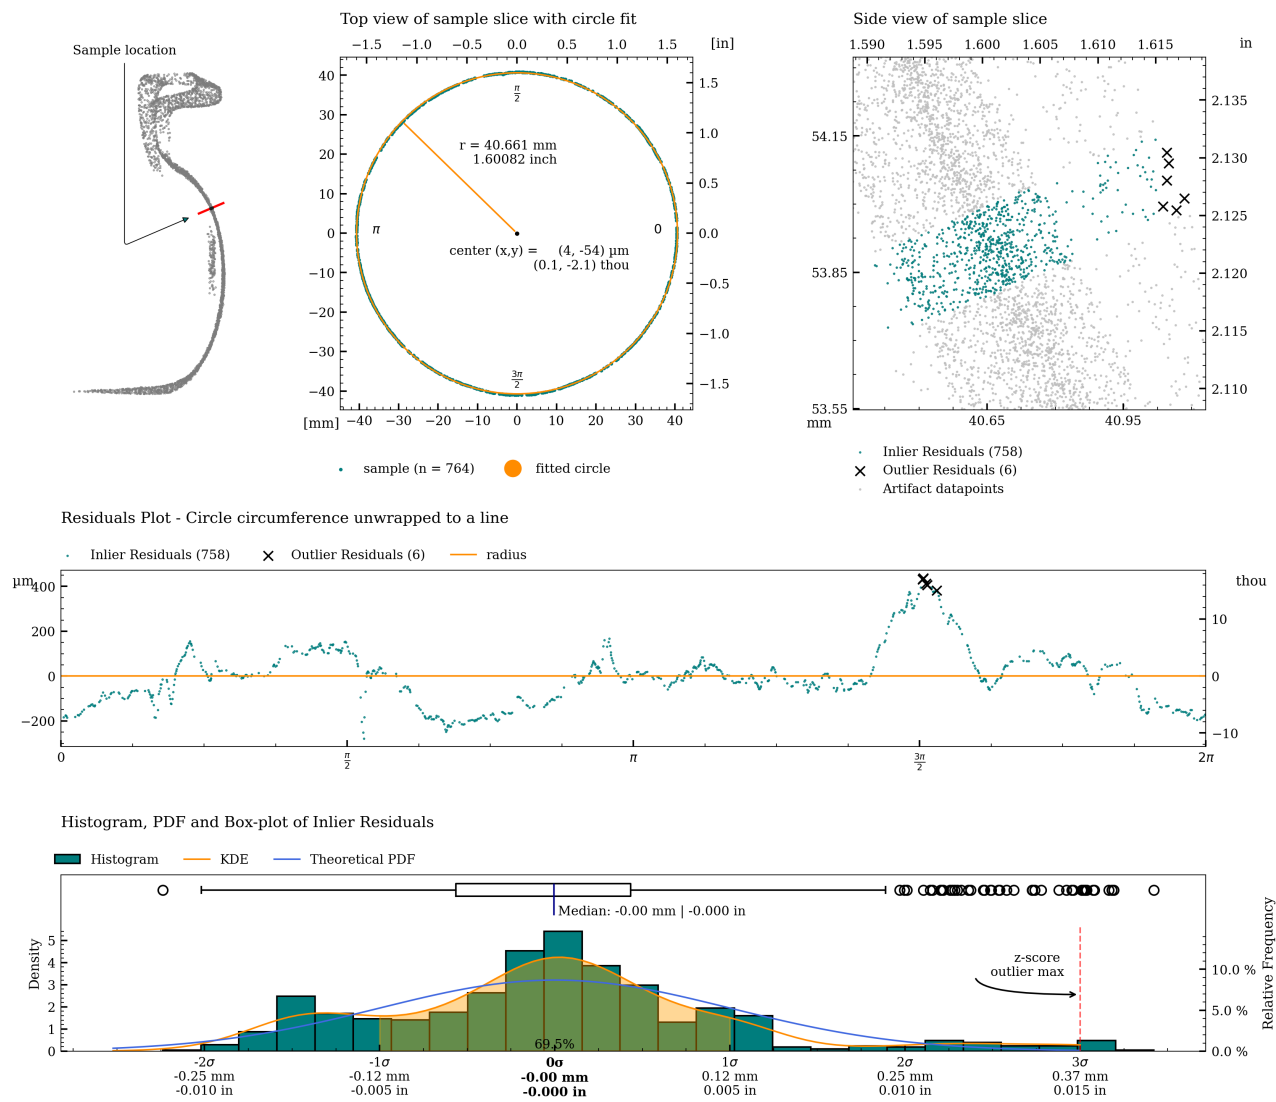 Sample location
Top view of sample slice with circle fit
−1.5 −1.0 −0.5 0.0 0.5 1.0 1.5 [in]
40
30
20
10
0
−10
−20
−30
−40
1.5
1.0
0.5
0.0
−0.5
−1.0
−1.5
π/2
r = 40.661 mm
1.60082 inch
π
0
center (x,y) = (4, -54) µm
(0.1, -2.1) thou
3π/2
[mm] −40 −30 −20 −10 0 10 20 30 40
sample (n = 764)
fitted circle
Side view of sample slice
1.590 1.595 1.600 1.605 1.610 1.615 in
54.15
53.85
53.55
2.135
2.130
2.125
2.120
2.115
2.110
mm 40.65 40.95
Inlier Residuals (758)
Outlier Residuals (6)
Artifact datapoints
Residuals Plot - Circle circumference unwrapped to a line
Inlier Residuals (758) Outlier Residuals (6) radius
µm
400
200
0
−200
thou
10
0
−10
0 π/2 π 3π/2 2π
Histogram, PDF and Box-plot of Inlier Residuals
Histogram KDE Theoretical PDF
Median: -0.00 mm | -0.000 in
Density
5
4
3
2
1
0
z-score
outlier max
69.5%
Relative Frequency
10.0 %
5.0 %
0.0 %
-2σ -1σ 0σ 1σ 2σ 3σ
-0.25 mm -0.12 mm -0.00 mm 0.12 mm 0.25 mm 0.37 mm
-0.010 in -0.005 in -0.000 in 0.005 in 0.010 in 0.015 in